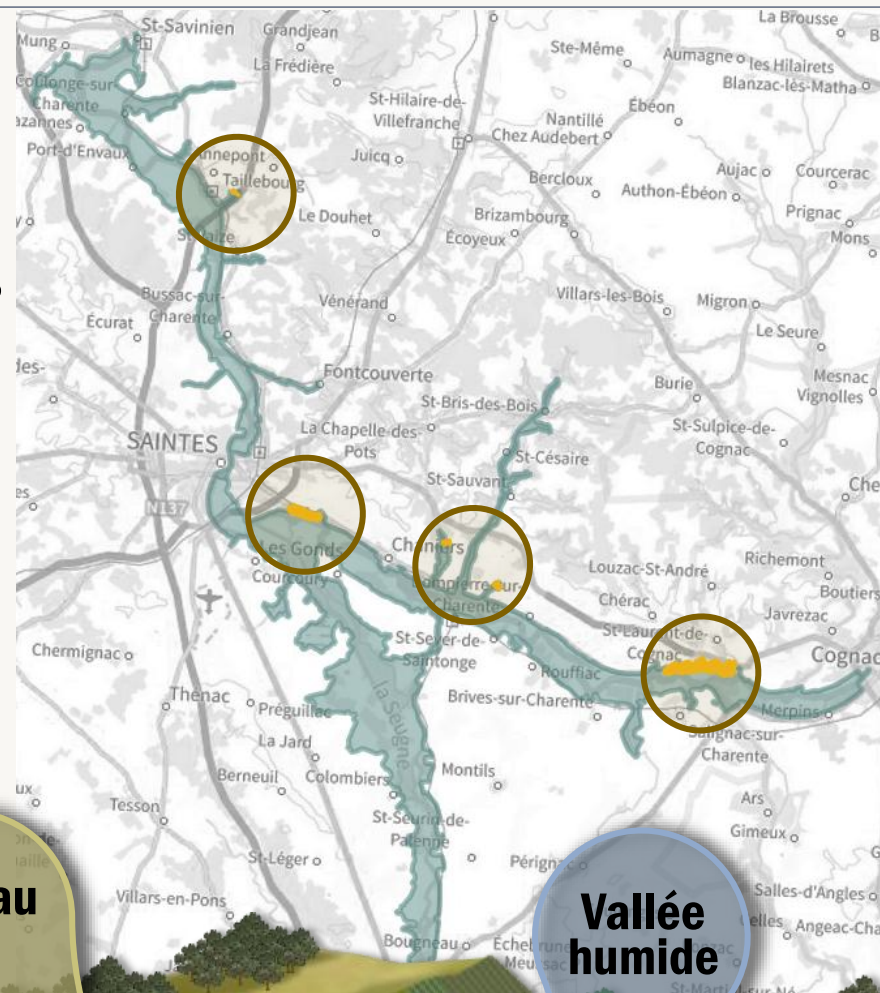 St-Savinien
Grandjean
La Brousse
Mung
Ste-Même
Aumagne
les Hilairets
La Frédière
Blanzac-lès-Matha
Coulonge-sur-
Charente
St-Hilaire-de-
Villefranche
Ébéon
Nantillé
Chez Audebert
Port-d'Envaux
Annepont
Juicq
Taillebourg
Bercloux
Aujac
Courcerac
Authon-Ébéon
Le Douhet
Brizambourg
Prignac
Écoyeux
Mons
Bussac-sur-
Charente
Vénérand
Villars-les-Bois
Migron
Écurat
Le Seure
Fontcouverte
Burie
Mesnac
Vignolles
St-Bris-des-Bois
SAINTES
La Chapelle-des-
Pots
St-Sulpice-de-
Cognac
St-Césaire
St-Sauvant
N137
Les Gonds
Chaniers
Richemont
Courcoury
Louzac-St-André
Chérac
Javrezac
St-Laurent-de-
Cognac
St-Sever-de-
Saintonge
Chermignac
Cognac
Rouffiac
Thénac
Préguillac
la Seugne
Brives-sur-Charente
Merpins
Salignac-sur-
Charente
La Jard
Berneuil
Colombiers
Montils
Tesson
Ars
St-Seurin-de-
Palenne
Gimeux
St-Léger
Pérignac
Villars-en-Pons
au
Vallée
humide
Salles-d'Angles
Bougneau